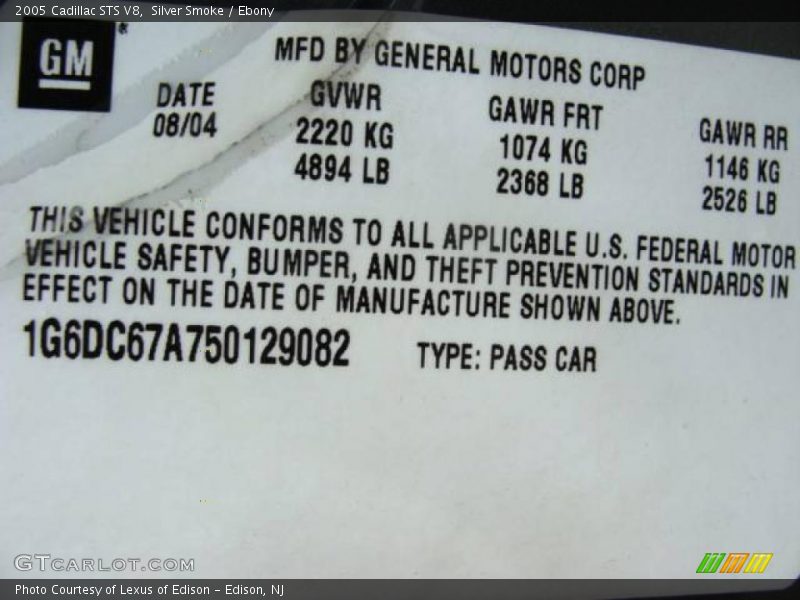 2005 Cadillac STS V8,  Silver Smoke / Ebony
GM
MFD BY GENERAL MOTORS CORP
DATE GVWR GAWR FRT GAWR RR
08/04 2220 KG 1074 KG 1146 KG
4894 LB 2368 LB 2526 LB
THIS VEHICLE CONFORMS TO ALL APPLICABLE U.S. FEDERAL MOTOR
VEHICLE SAFETY, BUMPER, AND THEFT PREVENTION STANDARDS IN
EFFECT ON THE DATE OF MANUFACTURE SHOWN ABOVE.
1G6DC67A750129082 TYPE: PASS CAR
GTCARLOT.COM
Photo Courtesy of Lexus of Edison – Edison, NJ